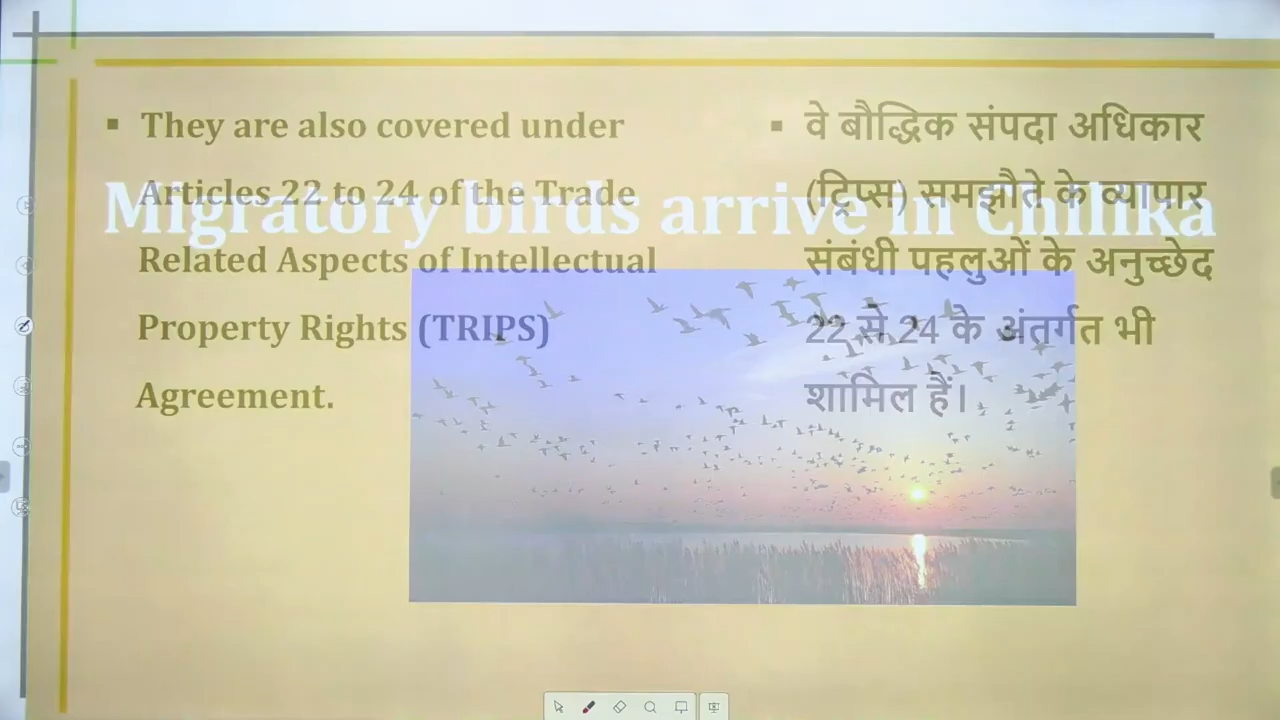 ▪ They are also covered under
Articles 22 to 24 of the Trade
Related Aspects of Intellectual
Property Rights (TRIPS)
Agreement.
▪ वे बौद्धिक संपदा अधिकार
(ट्रिप्स) समझौते के व्यापार
संबंधी पहलुओं के अनुच्छेद
22 से 24 के अंतर्गत भी
शामिल हैं।
Migratory birds arrive in Chilika